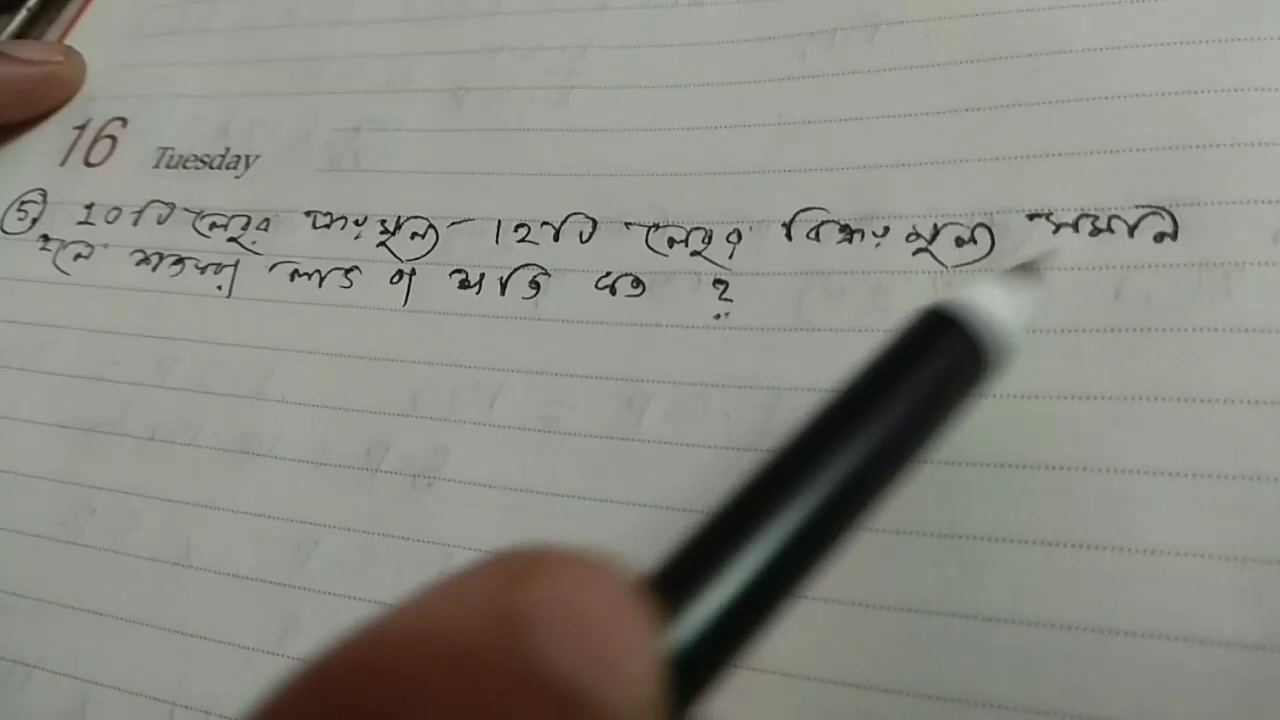 16 Tuesday
5) 10টি লেবুর ক্রয়মূল্য 12টি লেবুর বিক্রয়মূল্য সমান
হলে শতকরা লাভ বা ক্ষতি কত ?